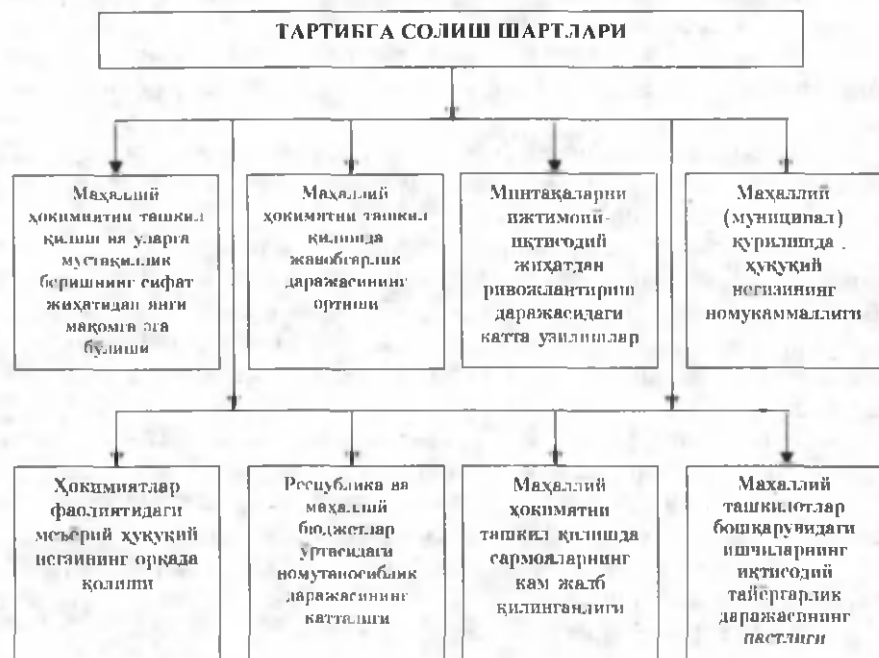 ТАРТИБГА СОЛИШ ШАРТЛАРИ
Маҳаллий
ҳокимиятни ташкил
қилиш ва уларга
мустақиллик
беришнинг сифат
жиҳатидан янги
мақомга эга
бўлиши
Маҳаллий
ҳокимятни ташкил
қилишда
жавобгарлик
даражасининг
ортиши
Минтақаларни
ижтимоий-
иқтисодий
жиҳатдан
ривожлантириш
даражасидаги
катта узилишлар
Маҳаллий
(муниципал)
қурилишда
ҳуқуқий
негизининг
номукаммаллиги
Ҳокимиятлар
фаолиятидаги
меъёрий ҳуқуқий
негзининг орқада
қолиши
Республика ва
маҳаллий
бюджетлар
ўртасидаги
номутаносиблик
даражасининг
катталиги
Маҳаллий
ҳокимятни
ташкил қилишда
сармояларнинг
кам жалб
қилинганлиги
Маҳаллий
ташкилотлар
бошқарувидаги
ишчиларнинг
иқтисодий
тайёргарлик
даражасининг
пастлиги